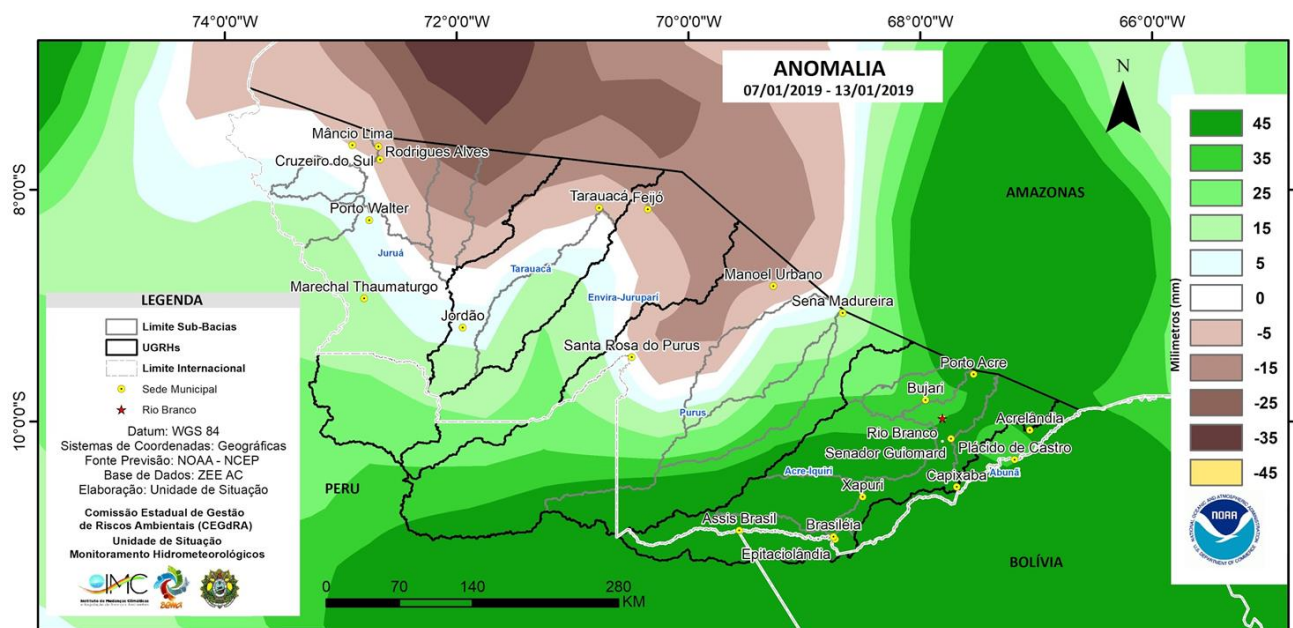 74°0'0"W
72°0'0"W
70°0'0"W
68°0'0"W
66°0'0"W
ANOMALIA
07/01/2019 - 13/01/2019
N
8°0'0"S
10°0'0"S
Mâncio Lima
Rodrigues Alves
Cruzeiro do Sul
Porto Walter
Juruá
Marechal Thaumaturgo
Jordão
Tarauacá
Feijó
Tarauacá
Envira-Jurupari
Manoel Urbano
Sena Madureira
Santa Rosa do Purus
Purus
Porto Acre
Bujari
Rio Branco
Acrelândia
Senador Guiomard
Plácido de Castro
Acre-Iquiri
Abunã
Xapuri
Capixaba
Assis Brasil
Brasiléia
Epitaciolândia
AMAZONAS
PERU
BOLÍVIA
LEGENDA
Limite Sub-Bacias
UGRHs
Limite Internacional
Sede Municipal
Rio Branco
Datum: WGS 84
Sistemas de Coordenadas: Geográficas
Fonte Previsão: NOAA - NCEP
Base de Dados: ZEE AC
Elaboração: Unidade de Situação
Comissão Estadual de Gestão
de Riscos Ambientais (CEGdRA)
Unidade de Situação
Monitoramento Hidrometeorológicos
IMC
0
70
140
280
KM
Milimetros (mm)
45
35
25
15
5
0
-5
-15
-25
-35
-45
NOAA